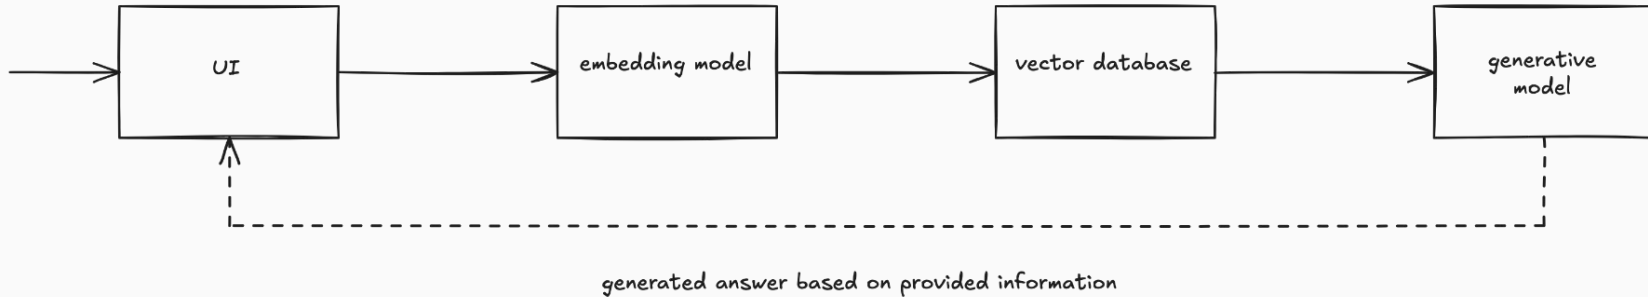 UI
embedding model
vector database
generative
model
generated answer based on provided information